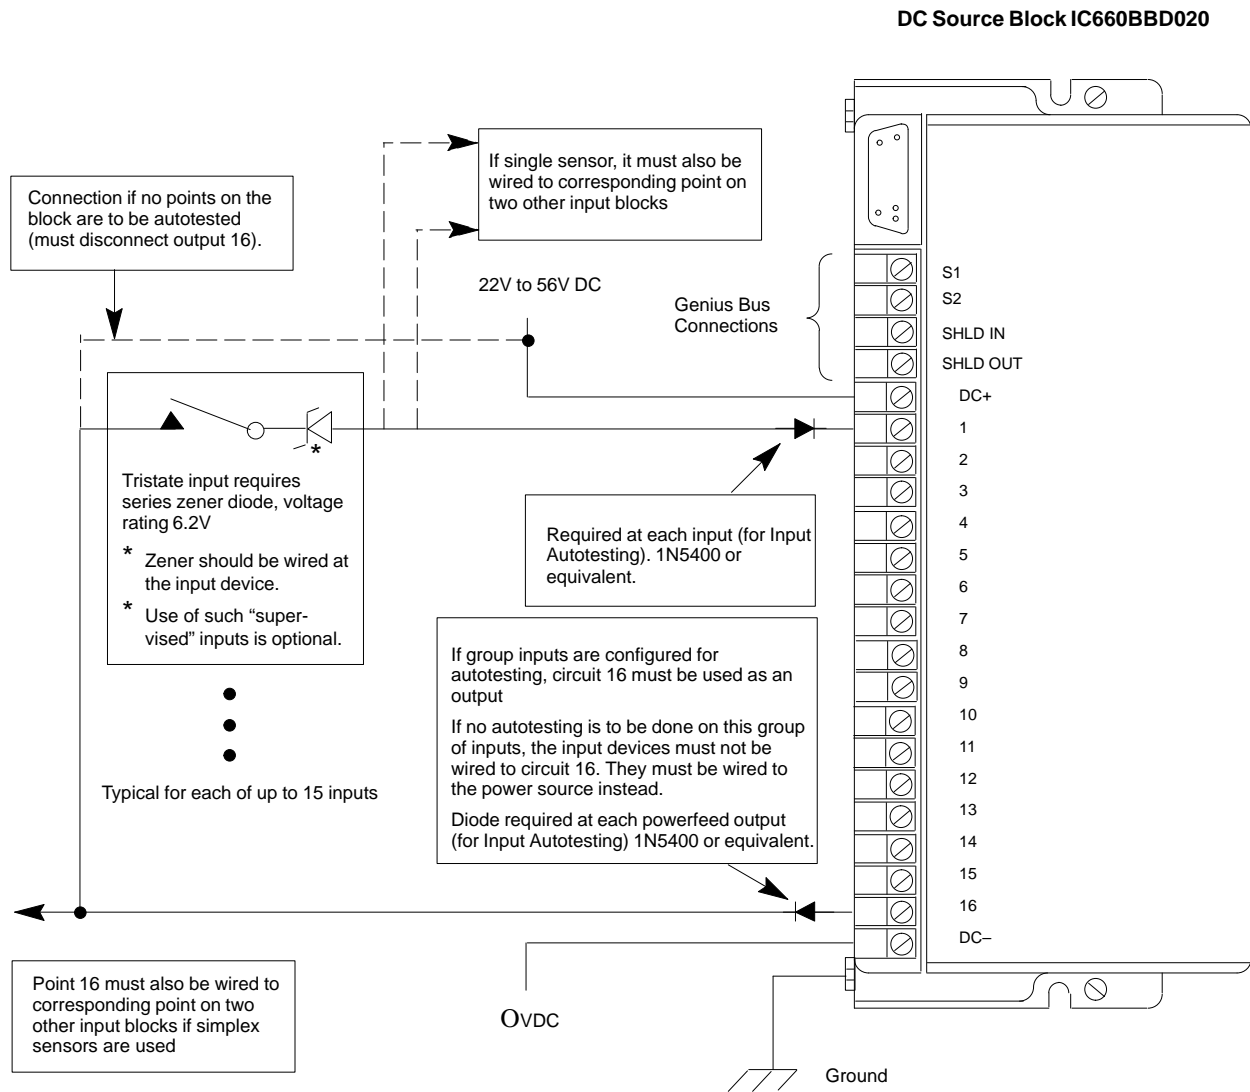 DC Source Block IC660BBD020
If single sensor, it must also be
wired to corresponding point on
two other input blocks
Connection if no points on the
block are to be autotested
(must disconnect output 16).
22V to 56V DC
Genius Bus
Connections
S1
S2
SHLD IN
SHLD OUT
DC+
1
2
3
4
5
6
7
8
9
10
11
12
13
14
15
16
DC–
*
Tristate input requires
series zener diode, voltage
rating 6.2V
* Zener should be wired at
the input device.
* Use of such “super-
vised” inputs is optional.
Typical for each of up to 15 inputs
Required at each input (for Input
Autotesting). 1N5400 or
equivalent.
If group inputs are configured for
autotesting, circuit 16 must be used as an
output
If no autotesting is to be done on this group
of inputs, the input devices must not be
wired to circuit 16. They must be wired to
the power source instead.
Diode required at each powerfeed output
(for Input Autotesting) 1N5400 or equivalent.
Point 16 must also be wired to
corresponding point on two
other input blocks if simplex
sensors are used
OVDC
Ground